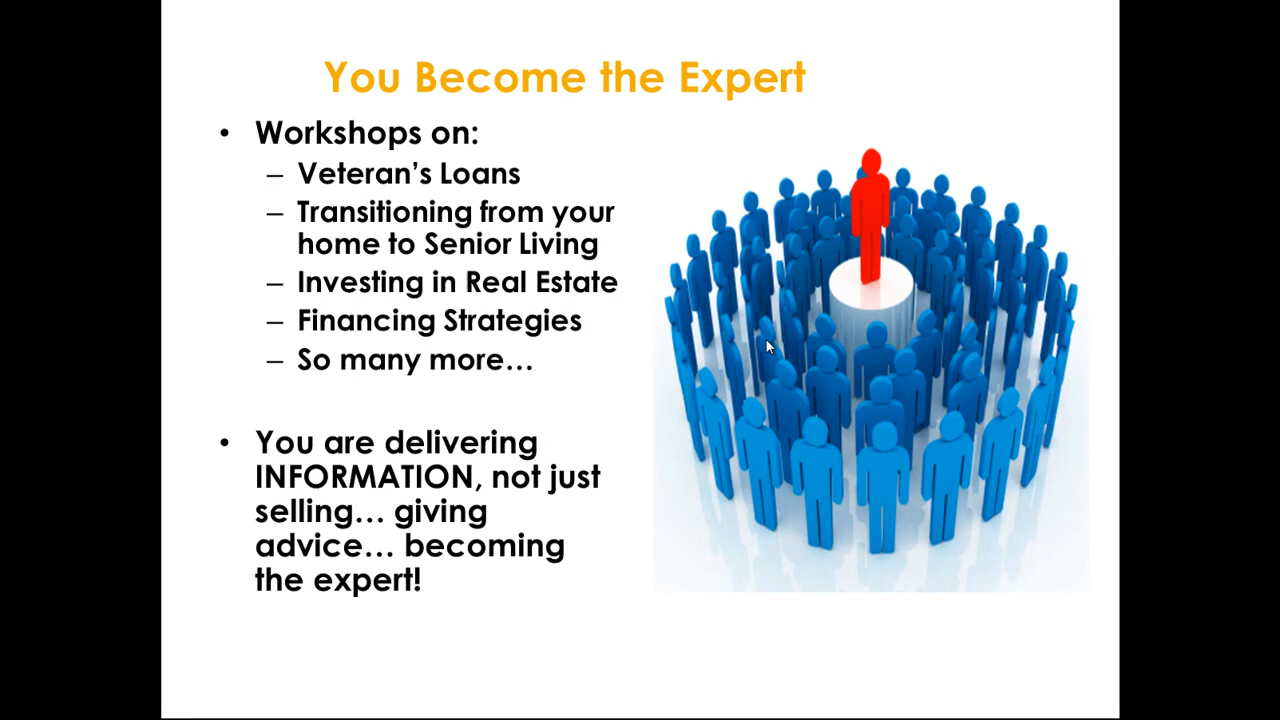 You Become the Expert
• Workshops on:
– Veteran’s Loans
– Transitioning from your
home to Senior Living
– Investing in Real Estate
– Financing Strategies
– So many more…
• You are delivering
INFORMATION, not just
selling… giving
advice… becoming
the expert!